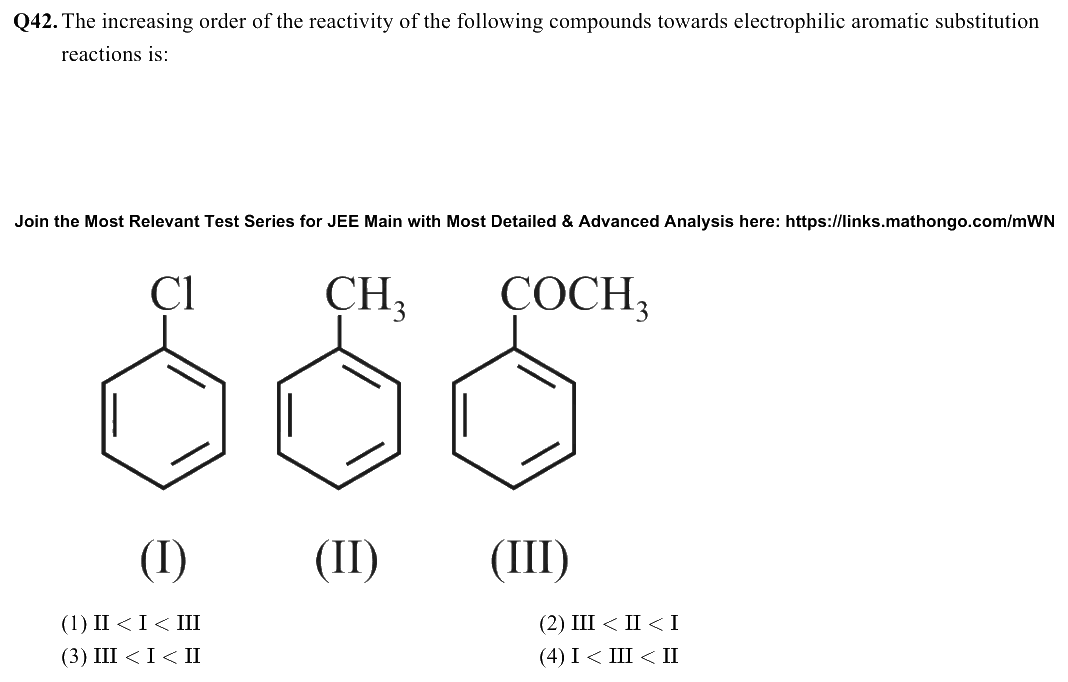 Q42. The increasing order of the reactivity of the following compounds towards electrophilic aromatic substitution
reactions is:
Join the Most Relevant Test Series for JEE Main with Most Detailed & Advanced Analysis here: https://links.mathongo.com/mWN
Cl CH₃ COCH₃
(I) (II) (III)
(1) II < I < III (2) III < II < I
(3) III < I < II (4) I < III < II